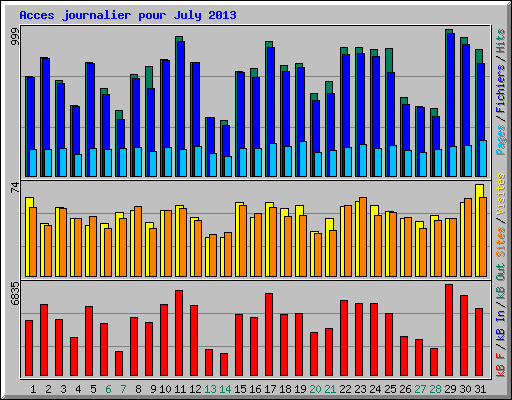 Acces journalier pour July 2013
999
Pages / Fichiers / Hits
74
Sites / Visites
6835
kB F / kB In / kB Out
1 2 3 4 5 6 7 8 9 10 11 12 13 14 15 16 17 18 19 20 21 22 23 24 25 26 27 28 29 30 31